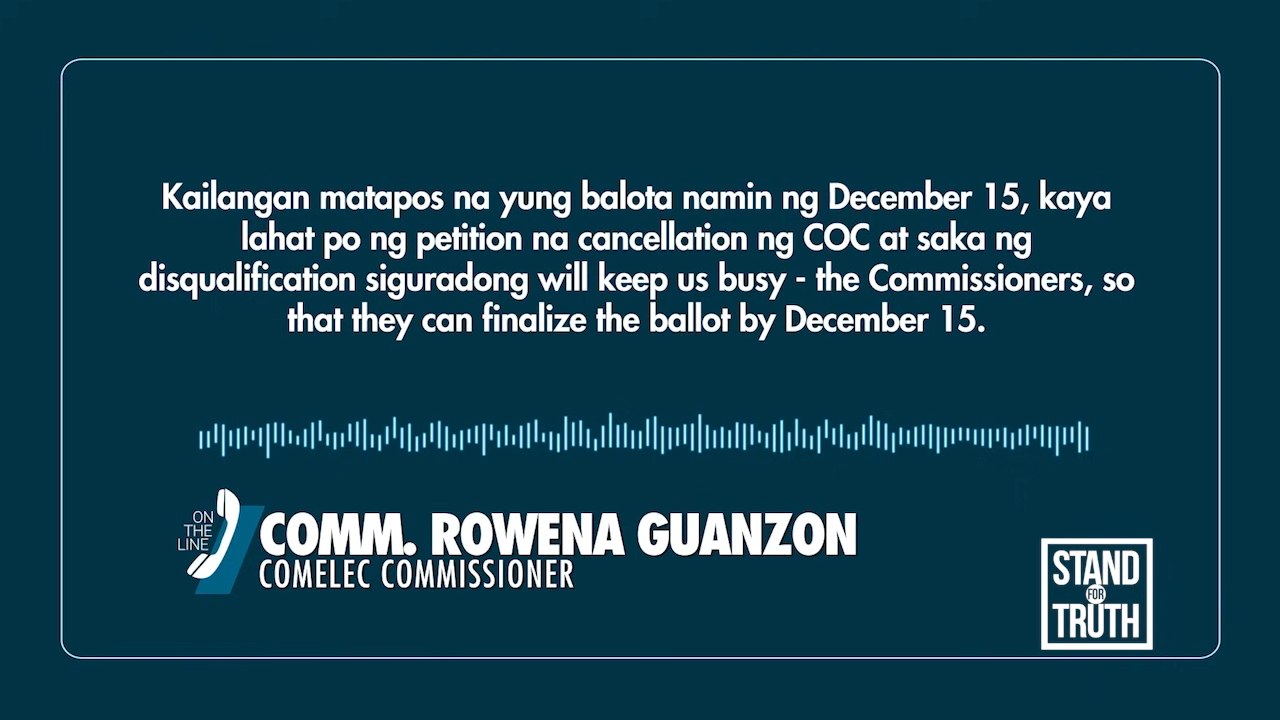 Kailangan matapos na yung balota namin ng December 15, kaya
lahat po ng petition na cancellation ng COC at saka ng
disqualification siguradong will keep us busy - the Commissioners, so
that they can finalize the ballot by December 15.
ON
THE
LINE
COMM. ROWENA GUANZON
COMELEC COMMISSIONER
STAND
FOR
TRUTH